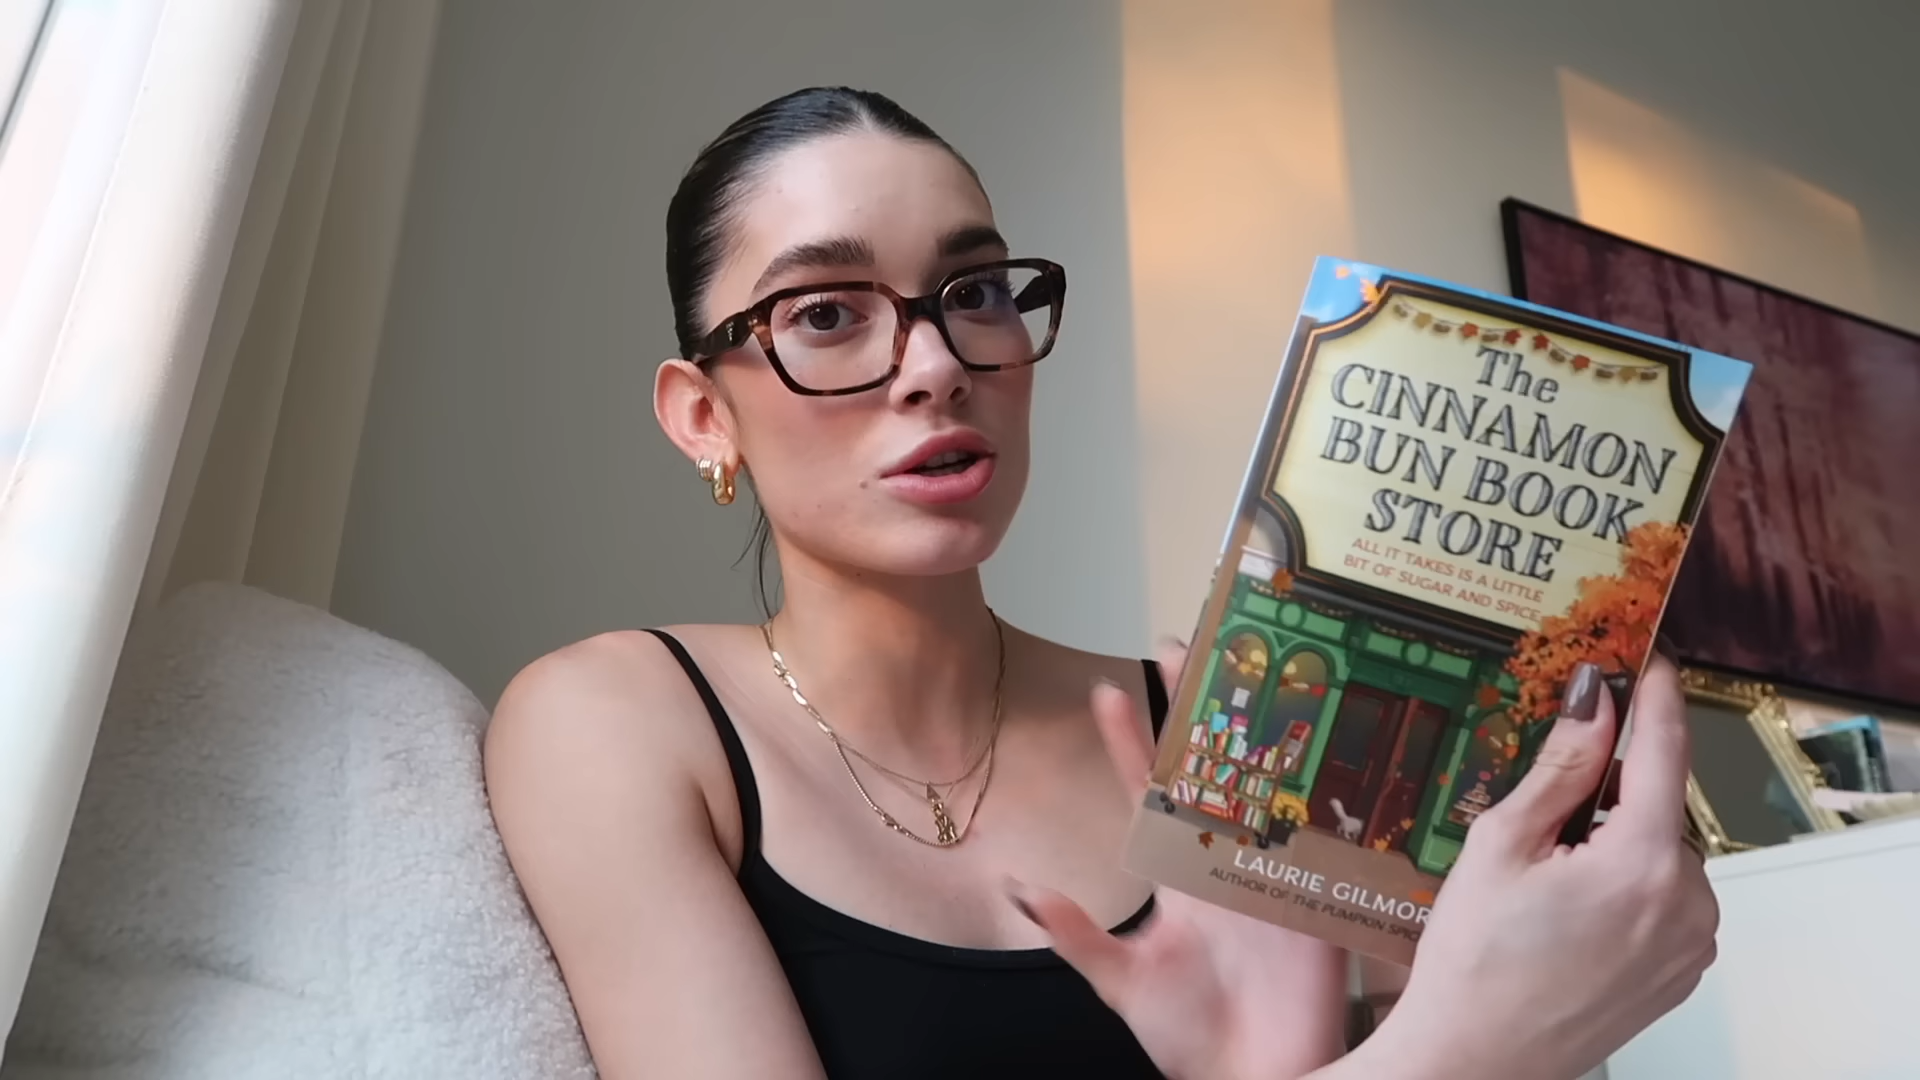 The
CINNAMON
BUN BOOK
STORE
ALL IT TAKES IS A LITTLE
BIT OF SUGAR AND SPICE
LAURIE GILMOR
AUTHOR OF THE PUMPKIN SPIC